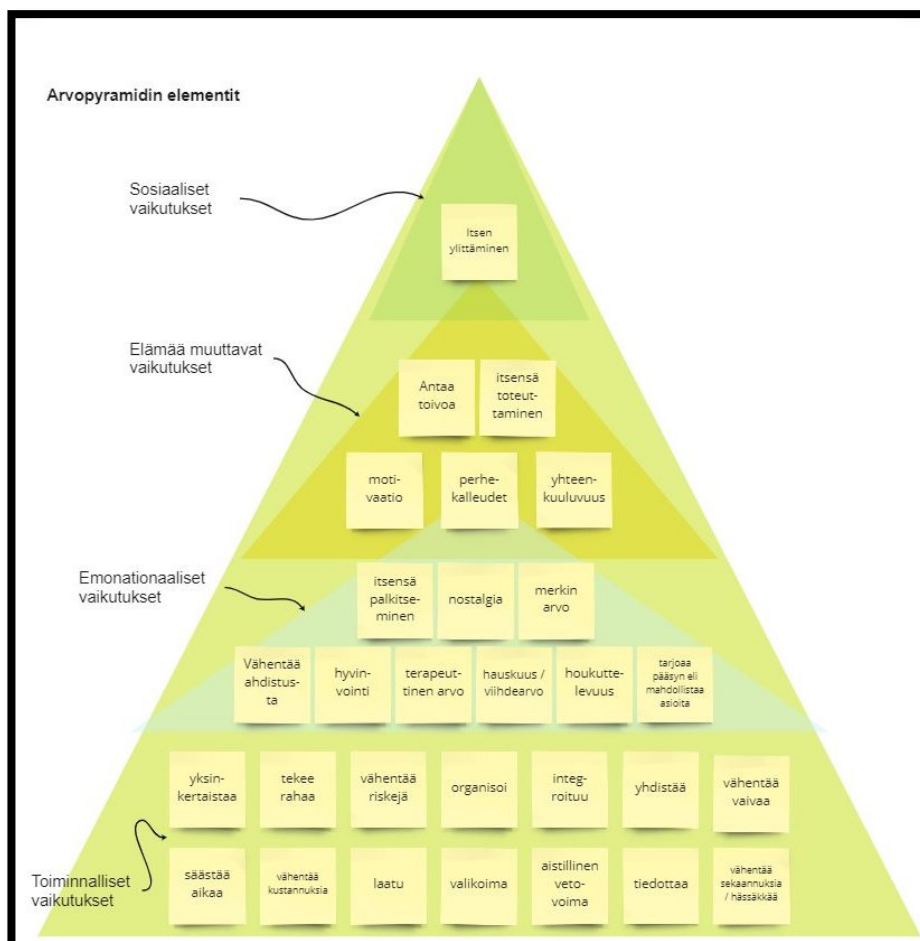 Arvopyramidin elementit
Sosiaaliset
vaikutukset
Itsen
ylittäminen
Elämää muuttavat
vaikutukset
Antaa
toivoa
itsensä
toteut-
taminen
moti-
vaatio
perhe-
kalleudet
yhteen-
kuuluvuus
Emonationaaliset
vaikutukset
itsensä
palkitse-
minen
nostalgia
merkin
arvo
Vähentää
ahdistus-
ta
hyvin-
vointi
terapeut-
tinen arvo
hauskuus /
viihdearvo
houkutte-
levuus
tarjoaa
pääsyn eli
mahdollistaa
asioita
yksin-
kertaistaa
tekee
rahaa
vähentää
riskejä
organisoi
integ-
roituu
yhdistää
vähentää
vaivaa
Toiminnalliset
vaikutukset
säästää
aikaa
vähentää
kustannuksia
laatu
valikoima
aistillinen
veto-
voima
tiedottaa
vähentää
sekaannuksia
/ hässäkkää